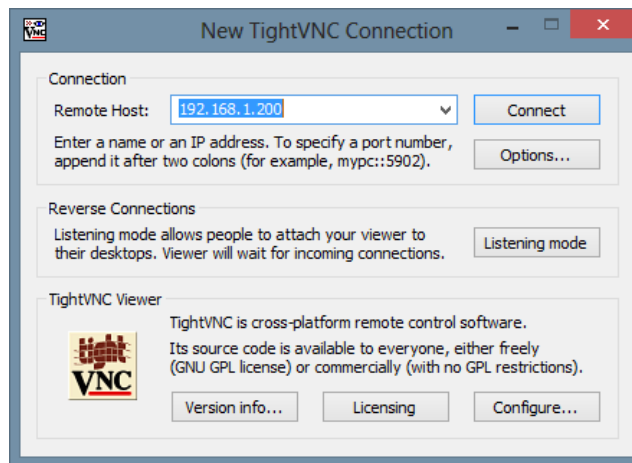 New TightVNC Connection
Connection
Remote Host: 192.168.1.200
Connect
Enter a name or an IP address. To specify a port number,
append it after two colons (for example, mypc::5902).
Options...
Reverse Connections
Listening mode allows people to attach your viewer to
their desktops. Viewer will wait for incoming connections.
Listening mode
TightVNC Viewer
tight
VNC
TightVNC is cross-platform remote control software.
Its source code is available to everyone, either freely
(GNU GPL license) or commercially (with no GPL restrictions).
Version info...
Licensing
Configure...